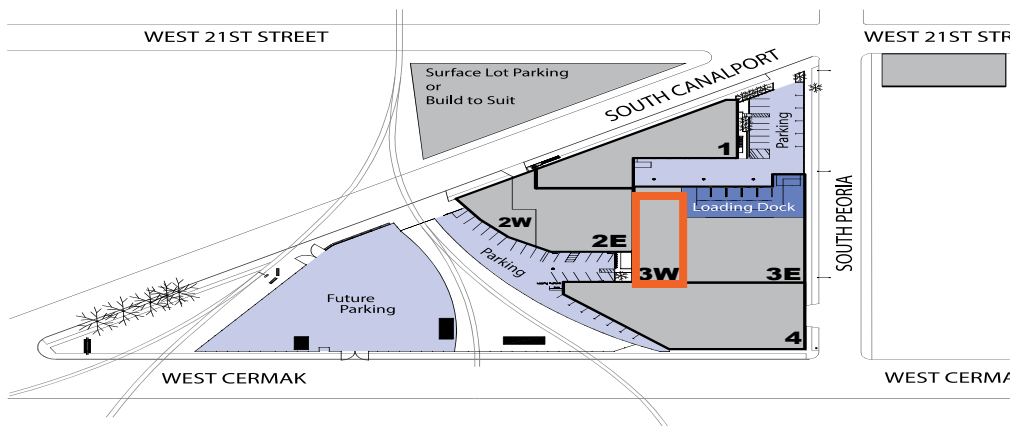 WEST 21ST STREET
WEST 21ST STR
Surface Lot Parking
or
Build to Suit
SOUTH CANALPORT
Parking
1
Loading Dock
2W
2E
SOUTH PEORIA
Parking
3W
3E
Future
Parking
4
WEST CERMAK
WEST CERMA